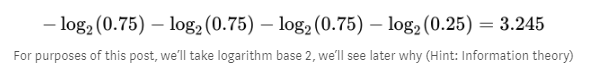 − log₂(0.75) − log₂(0.75) − log₂(0.75) − log₂(0.25) = 3.245
For purposes of this post, we'll take logarithm base 2, we'll see later why (Hint: Information theory)